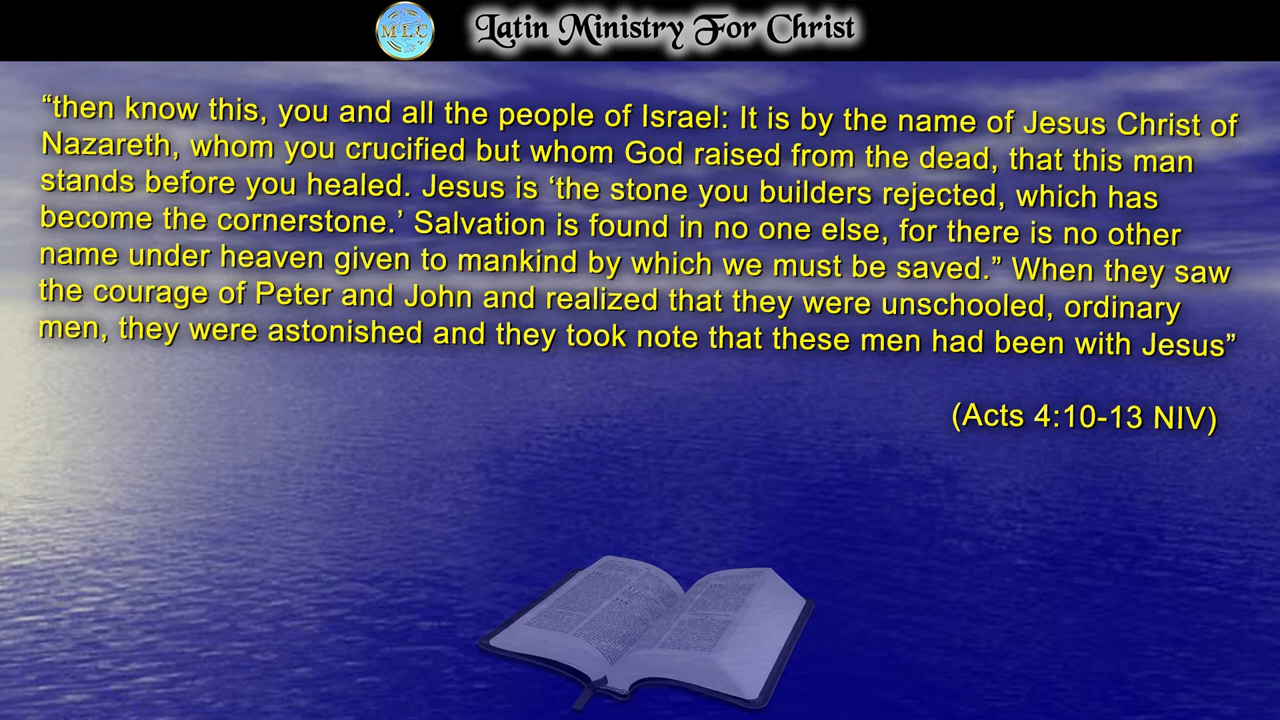 MLC
Latin Ministry For Christ
“then know this, you and all the people of Israel: It is by the name of Jesus Christ of
Nazareth, whom you crucified but whom God raised from the dead, that this man
stands before you healed. Jesus is ‘the stone you builders rejected, which has
become the cornerstone.’ Salvation is found in no one else, for there is no other
name under heaven given to mankind by which we must be saved.” When they saw
the courage of Peter and John and realized that they were unschooled, ordinary
men, they were astonished and they took note that these men had been with Jesus”
(Acts 4:10-13 NIV)